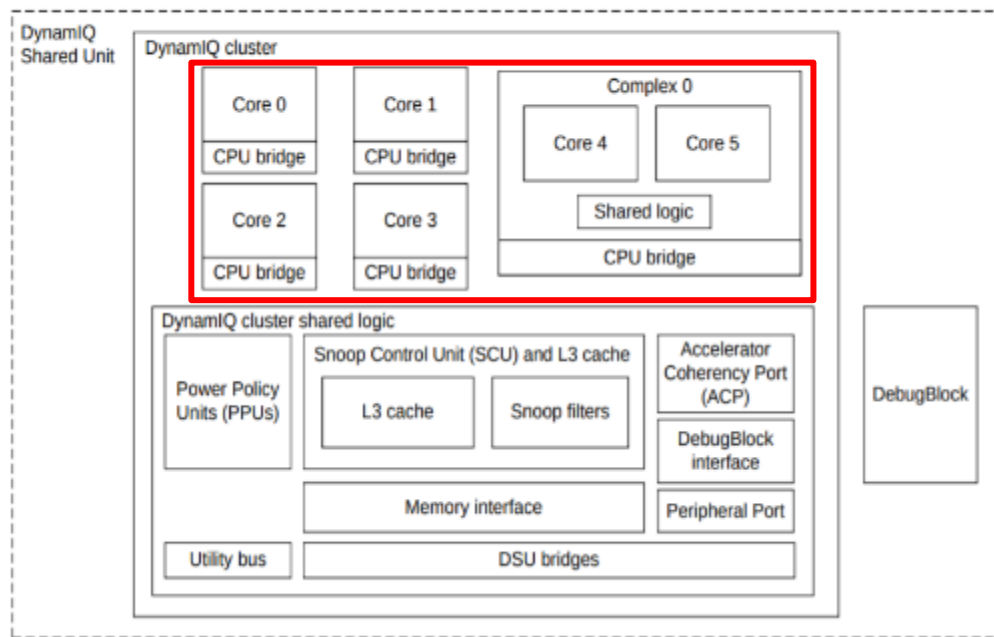 DynamIQ
Shared Unit
DynamIQ cluster
Core 0
CPU bridge
Core 1
CPU bridge
Complex 0
Core 4
Core 5
Shared logic
CPU bridge
Core 2
CPU bridge
Core 3
CPU bridge
DynamIQ cluster shared logic
Power Policy
Units (PPUs)
Snoop Control Unit (SCU) and L3 cache
L3 cache
Snoop filters
Accelerator
Coherency Port
(ACP)
DebugBlock
interface
Memory interface
Peripheral Port
Utility bus
DSU bridges
DebugBlock